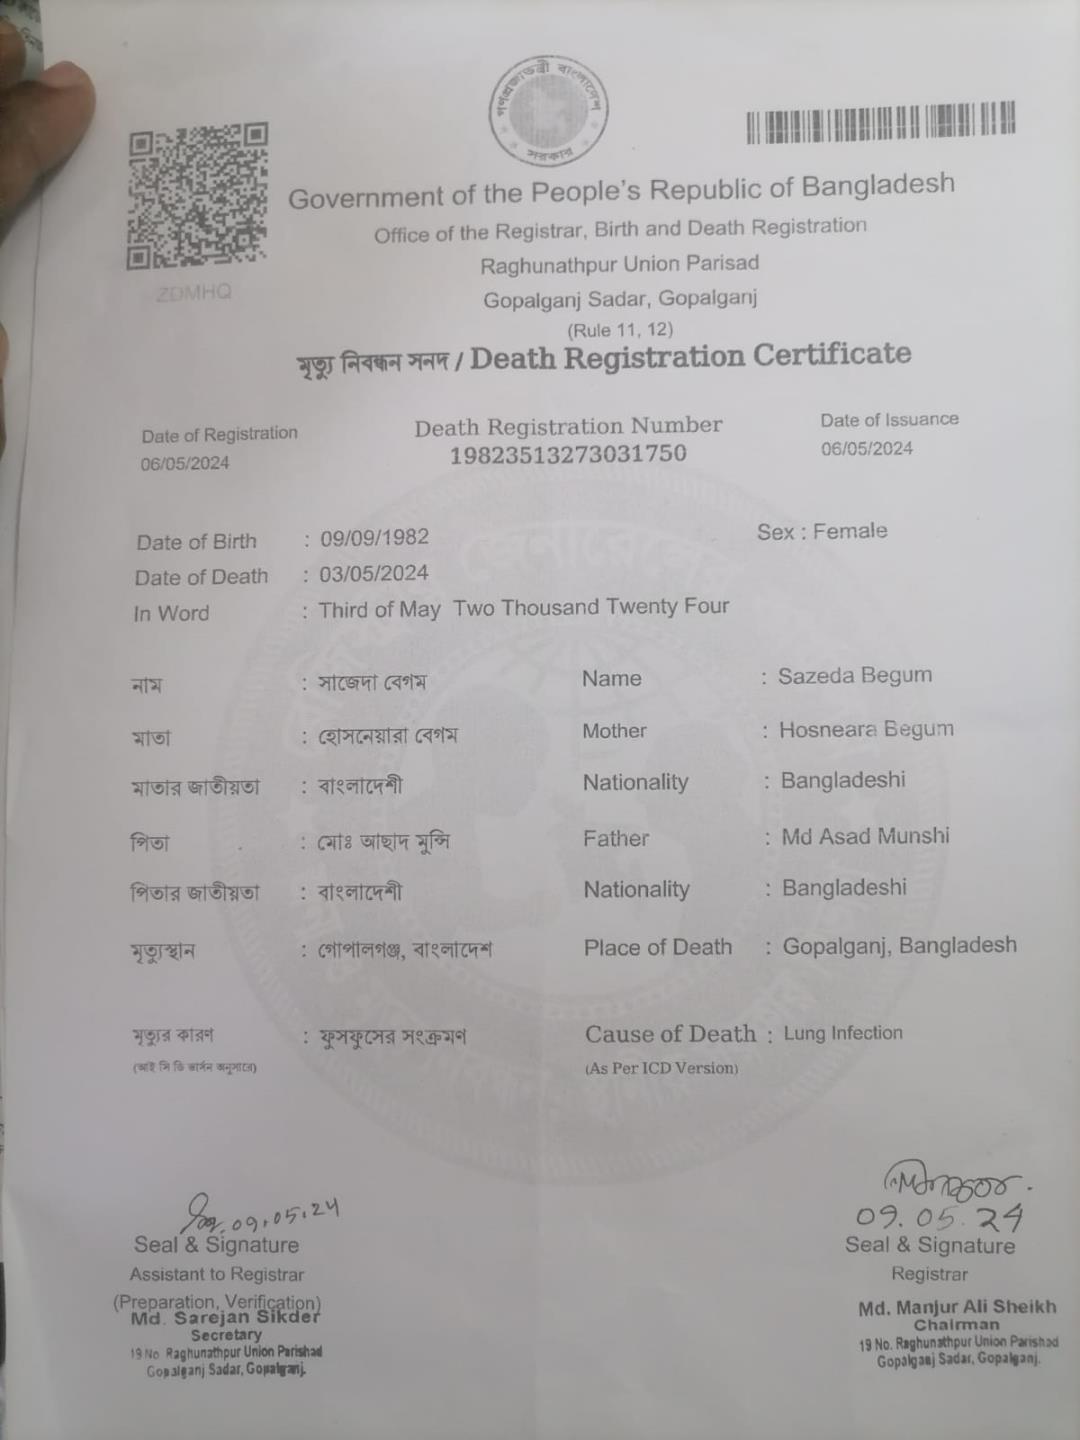 গণপ্রজাতন্ত্রী বাংলাদেশ
সরকার
ZDMHQ
Government of the People's Republic of Bangladesh
Office of the Registrar, Birth and Death Registration
Raghunathpur Union Parisad
Gopalganj Sadar, Gopalganj
(Rule 11, 12)
মৃত্যু নিবন্ধন সনদ / Death Registration Certificate
Date of Registration
06/05/2024
Death Registration Number
19823513273031750
Date of Issuance
06/05/2024
Date of Birth : 09/09/1982 Sex : Female
Date of Death : 03/05/2024
In Word : Third of May Two Thousand Twenty Four
নাম : সাজেদা বেগম Name : Sazeda Begum
মাতা : হোসনেয়ারা বেগম Mother : Hosneara Begum
মাতার জাতীয়তা : বাংলাদেশী Nationality : Bangladeshi
পিতা : মোঃ আছাদ মুন্সি Father : Md Asad Munshi
পিতার জাতীয়তা : বাংলাদেশী Nationality : Bangladeshi
মৃত্যুস্থান : গোপালগঞ্জ, বাংলাদেশ Place of Death : Gopalganj, Bangladesh
মৃত্যুর কারণ : ফুসফুসের সংক্রমণ Cause of Death : Lung Infection
(আই সি ডি ভার্সন অনুসারে) (As Per ICD Version)
09.05.24
Seal & Signature
Assistant to Registrar
(Preparation, Verification)
Md. Sarejan Sikder
Secretary
19 No. Raghunathpur Union Parishad
Gopalganj Sadar, Gopalganj.
09.05.24
Seal & Signature
Registrar
Md. Manjur Ali Sheikh
Chairman
19 No. Raghunathpur Union Parishad
Gopalganj Sadar, Gopalganj.